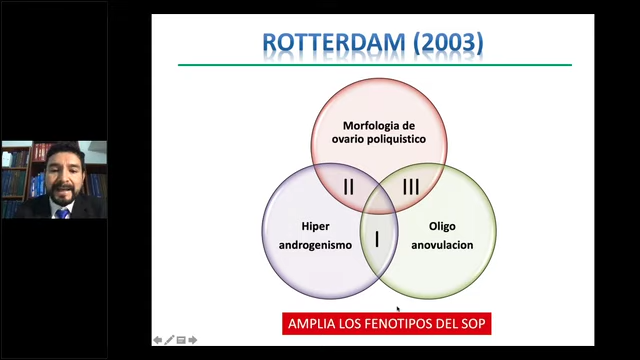 ROTTERDAM (2003)
Morfologia de
ovario poliquistico
II
III
Hiper
androgenismo
I
Oligo
anovulacion
AMPLIA LOS FENOTIPOS DEL SOP